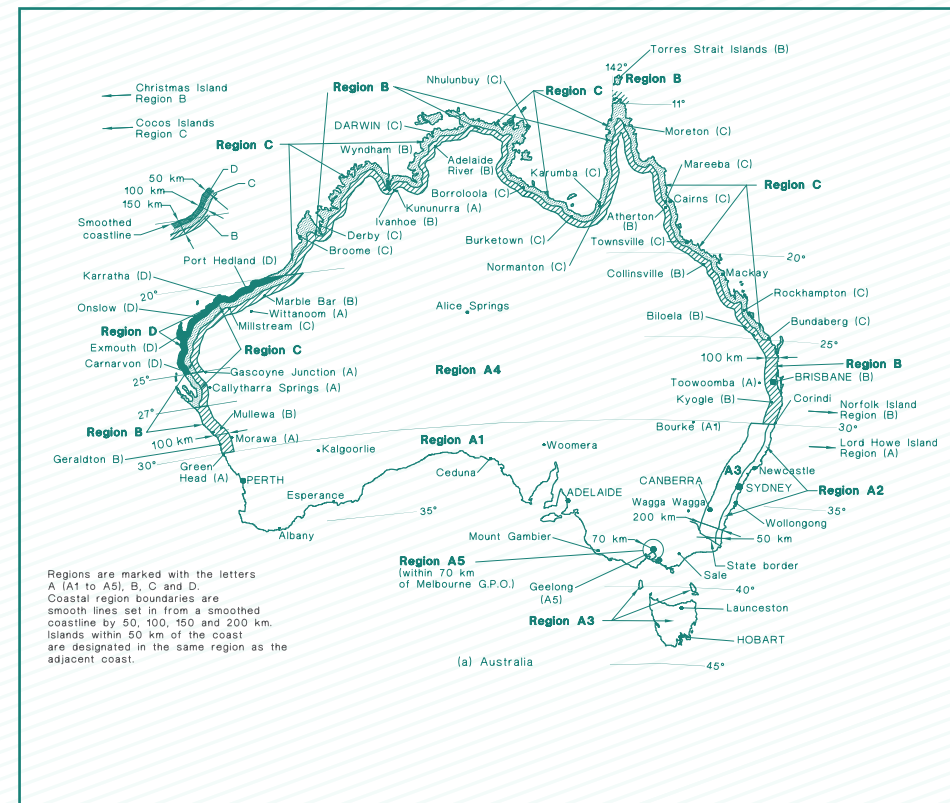 Torres Strait Islands (B)
142°
Region B
Nhulunbuy (C)
Region B
Region C
11°
Christmas Island
Region B
Cocos Islands
Region C
DARWIN (C)
Moreton (C)
Region C
Wyndham (B)
Adelaide
River (B)
Karumba (C)
Mareeba (C)
D
50 km
C
100 km
150 km
Region C
Borroloola (C)
Cairns (C)
Kununurra (A)
Ivanhoe (B)
Atherton
(B)
Smoothed
coastline
B
Derby (C)
Burketown (C)
Townsville (C)
Broome (C)
Port Hedland (D)
20°
Normanton (C)
Collinsville (B)
Mackay
Karratha (D)
20°
Marble Bar (B)
Rockhampton (C)
Onslow (D)
Wittanoom (A)
Alice Springs
Millstream (C)
Biloela (B)
Bundaberg (C)
Region D
Exmouth (D)
Region C
25°
100 km
Region B
Carnarvon (D)
Gascoyne Junction (A)
Region A4
25°
Callytharra Springs (A)
Toowoomba (A)
BRISBANE (B)
Kyogle (B)
Corindi
27°
Mullewa (B)
Norfolk Island
Region (B)
Region B
100 km
Morawa (A)
Bourke (A1)
30°
Region A1
Kalgoorlie
Woomera
Lord Howe Island
Region (A)
Geraldton B)
30°
Green
Head (A)
Ceduna
A3
Newcastle
PERTH
CANBERRA
SYDNEY
Region A2
Esperance
ADELAIDE
Wagga Wagga
35°
35°
200 km
Wollongong
Albany
Mount Gambier
70 km
50 km
Region A5
(within 70 km
of Melbourne G.P.O.)
State border
Sale
Geelong
(A5)
40°
Regions are marked with the letters
A (A1 to A5), B, C and D.
Coastal region boundaries are
smooth lines set in from a smoothed
coastline by 50, 100, 150 and 200 km.
Islands within 50 km of the coast
are designated in the same region as the
adjacent coast.
Launceston
Region A3
HOBART
(a) Australia
45°